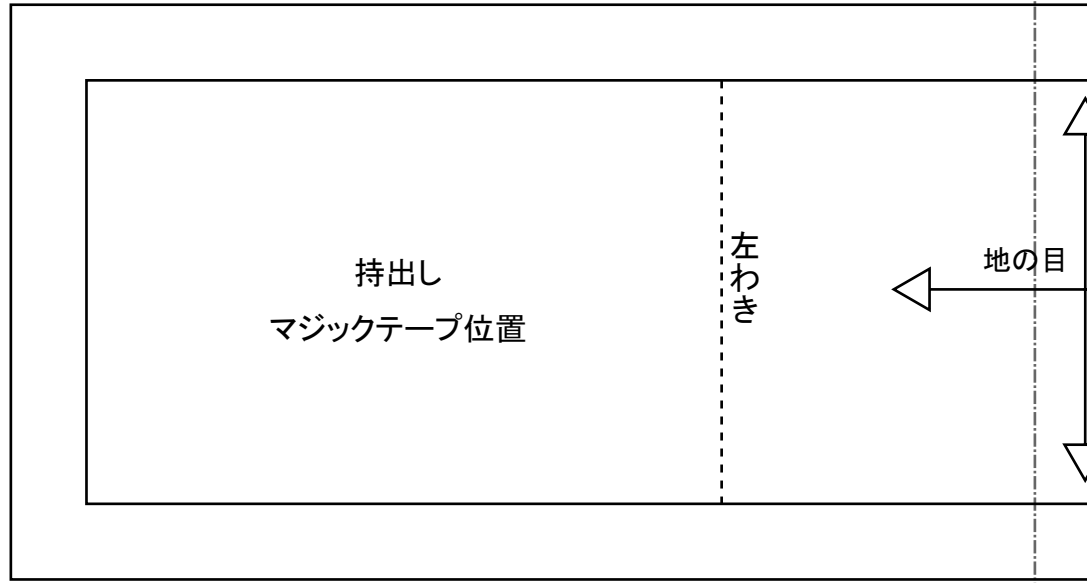 持出し
マジックテープ位置
左わき
地の目